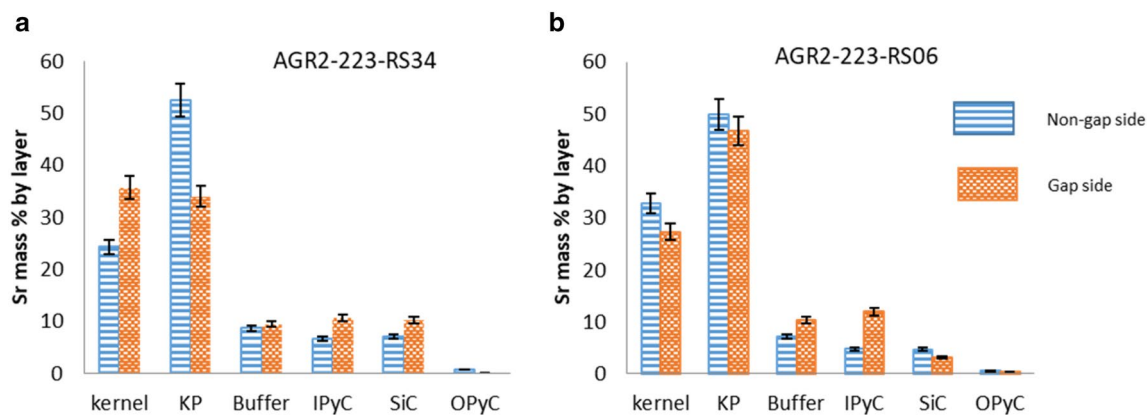 a
AGR2-223-RS34
Sr mass % by layer
60
50
40
30
20
10
0
kernel KP Buffer IPyC SiC OPyC
b
AGR2-223-RS06
Sr mass % by layer
60
50
40
30
20
10
0
kernel KP Buffer IPyC SiC OPyC
Non-gap side
Gap side